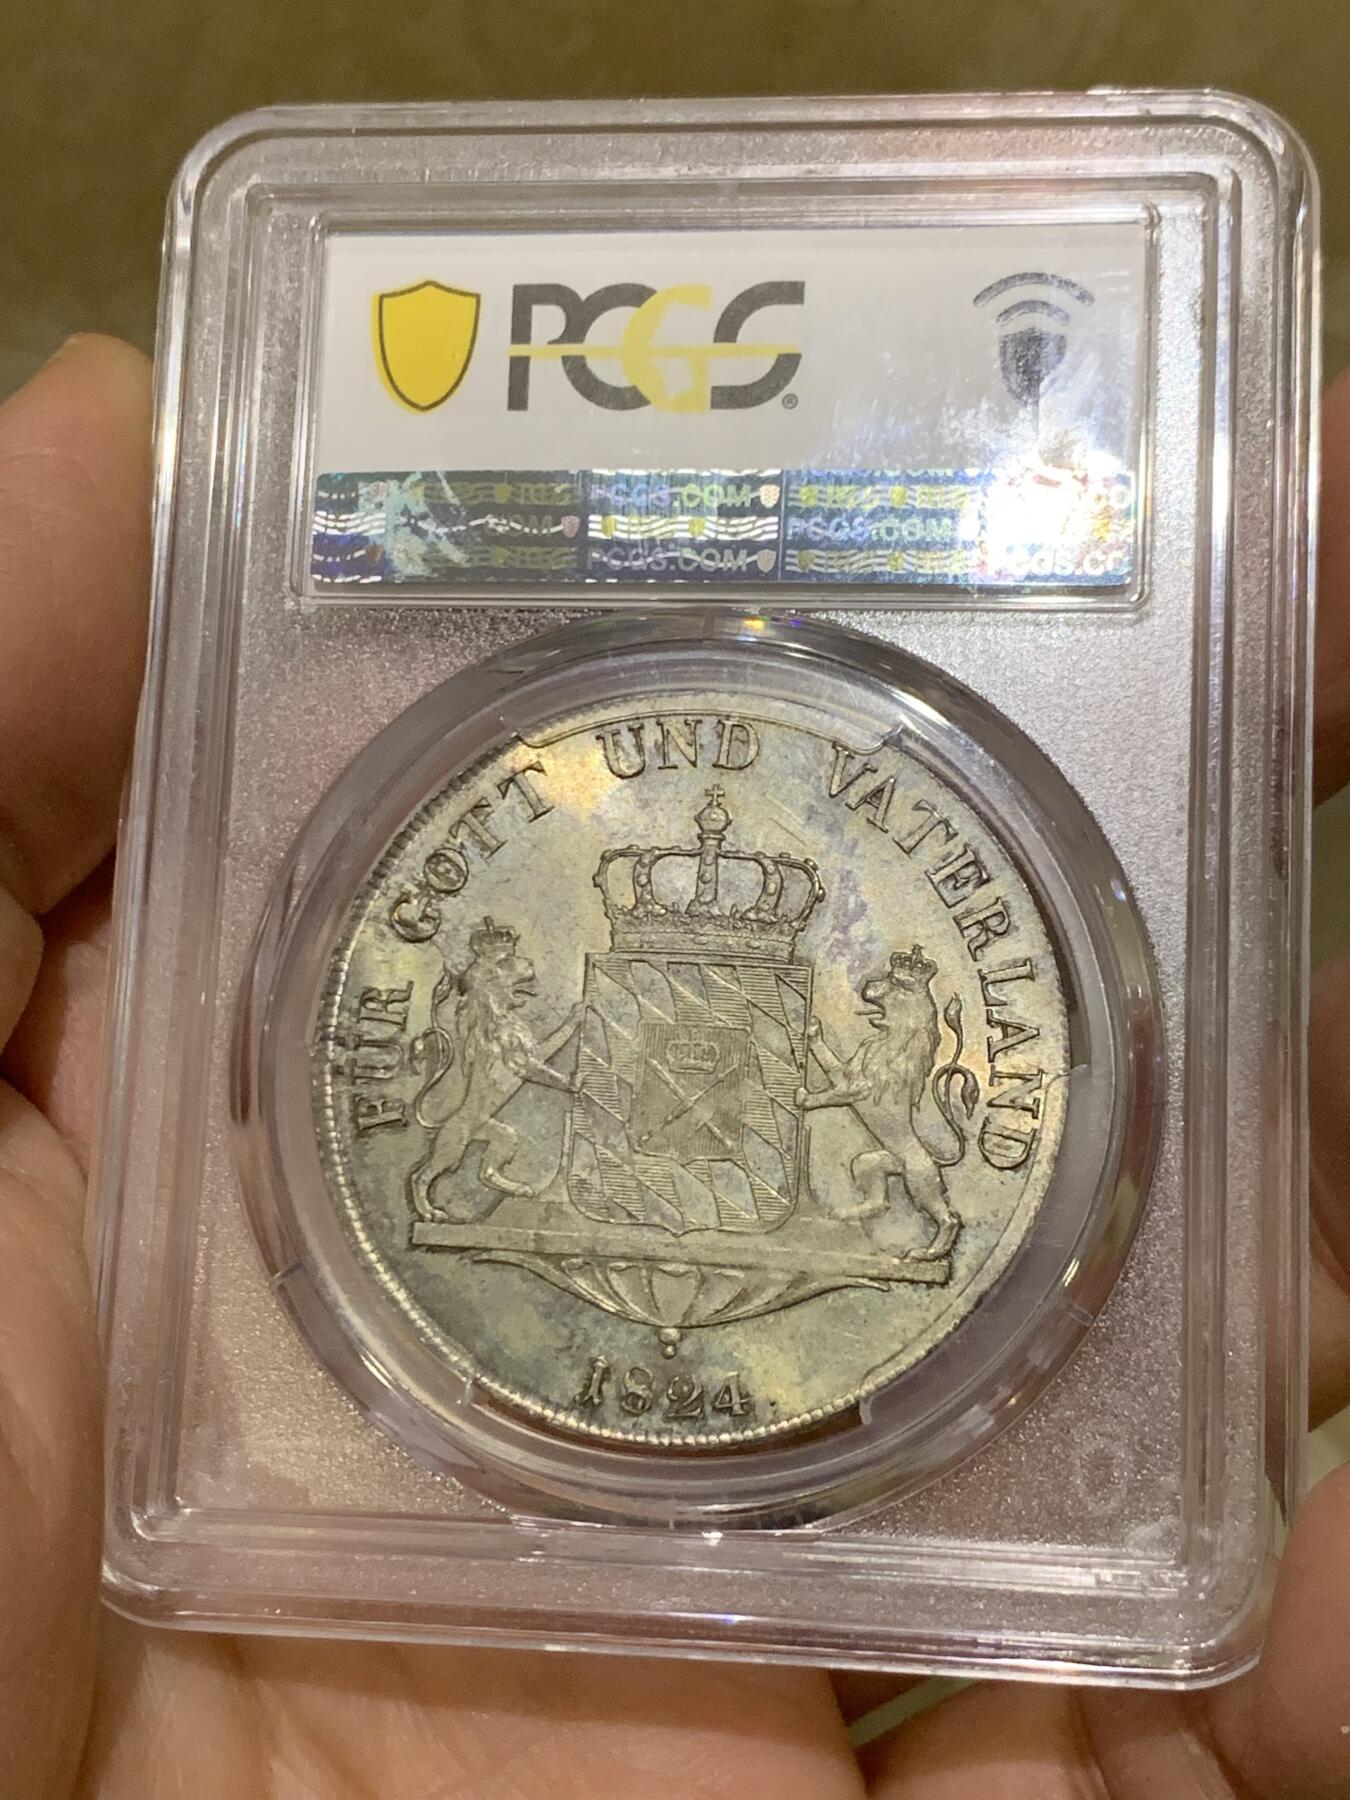 PCGS®
PCGS.COM
PCGS.COM
PCGS.COM
FÜR GOTT UND VATERLAND
1824